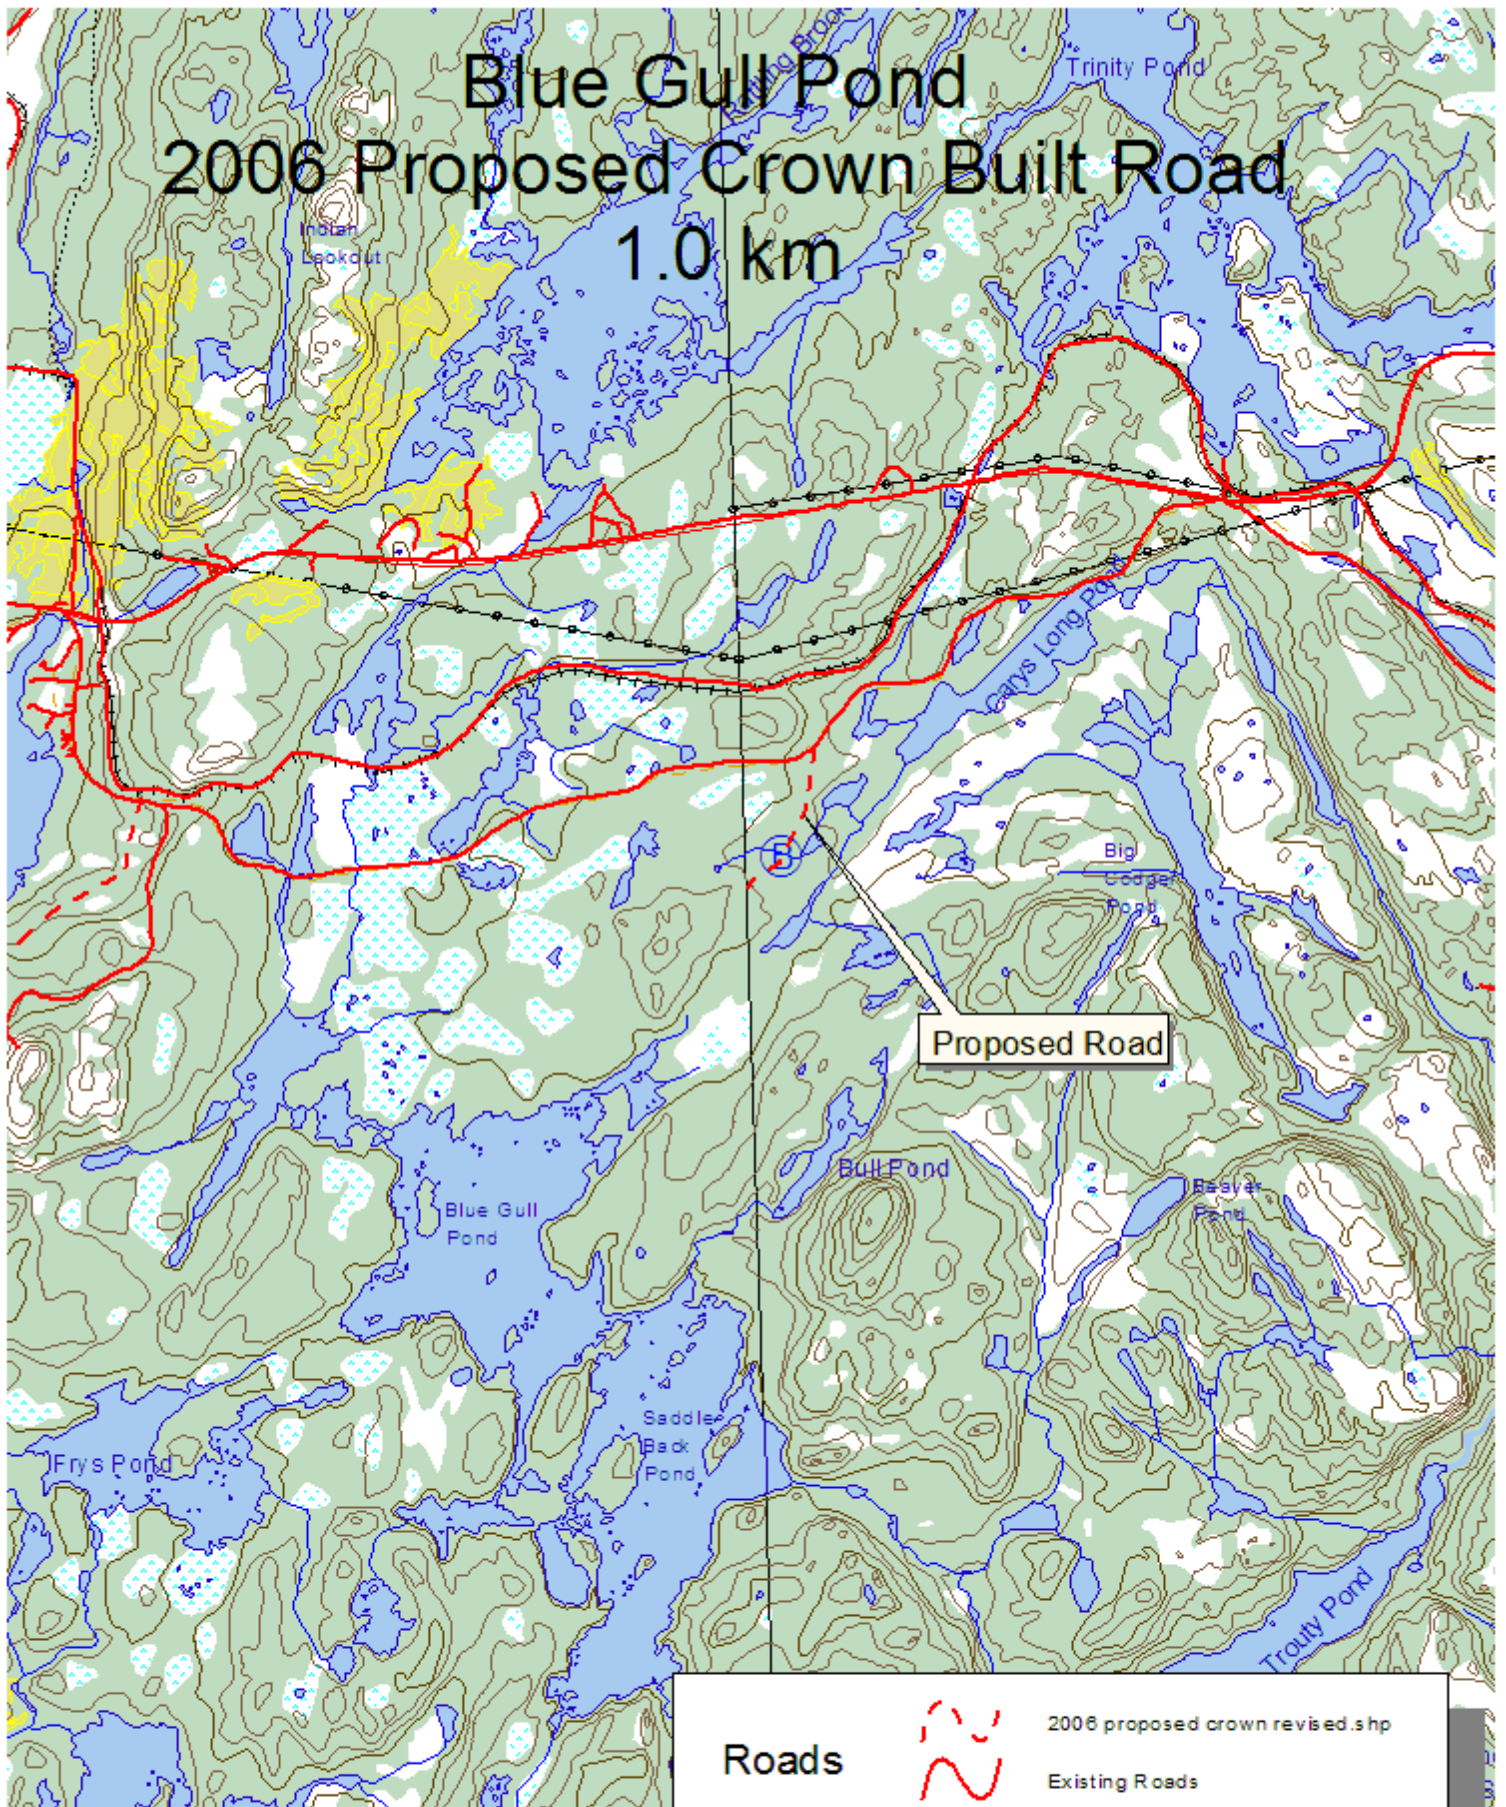 Blue Gull Pond
2006 Proposed Crown Built Road
1.0 km
Rattling Brook
Trinity Pond
Indian
Lookout
Carys Long Pond
B
Big
Codger
Pond
Proposed Road
Bull Pond
Beaver
Pond
Blue Gull
Pond
Saddle
Back
Pond
Frys Pond
Trouty Pond
Roads
2006 proposed crown revised.shp
Existing Roads